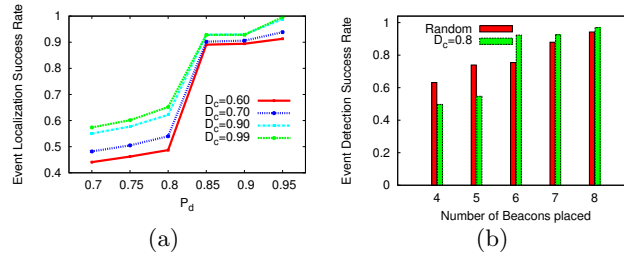 Event Localization Success Rate
1
0.9
0.8
0.7
0.6
0.5
0.4
0.7 0.75 0.8 0.85 0.9 0.95
P_d
D_c=0.60
D_c=0.70
D_c=0.90
D_c=0.99
(a)
Event Detection Success Rate
1
0.8
0.6
0.4
0.2
0
4 5 6 7 8
Number of Beacons placed
Random
D_c=0.8
(b)